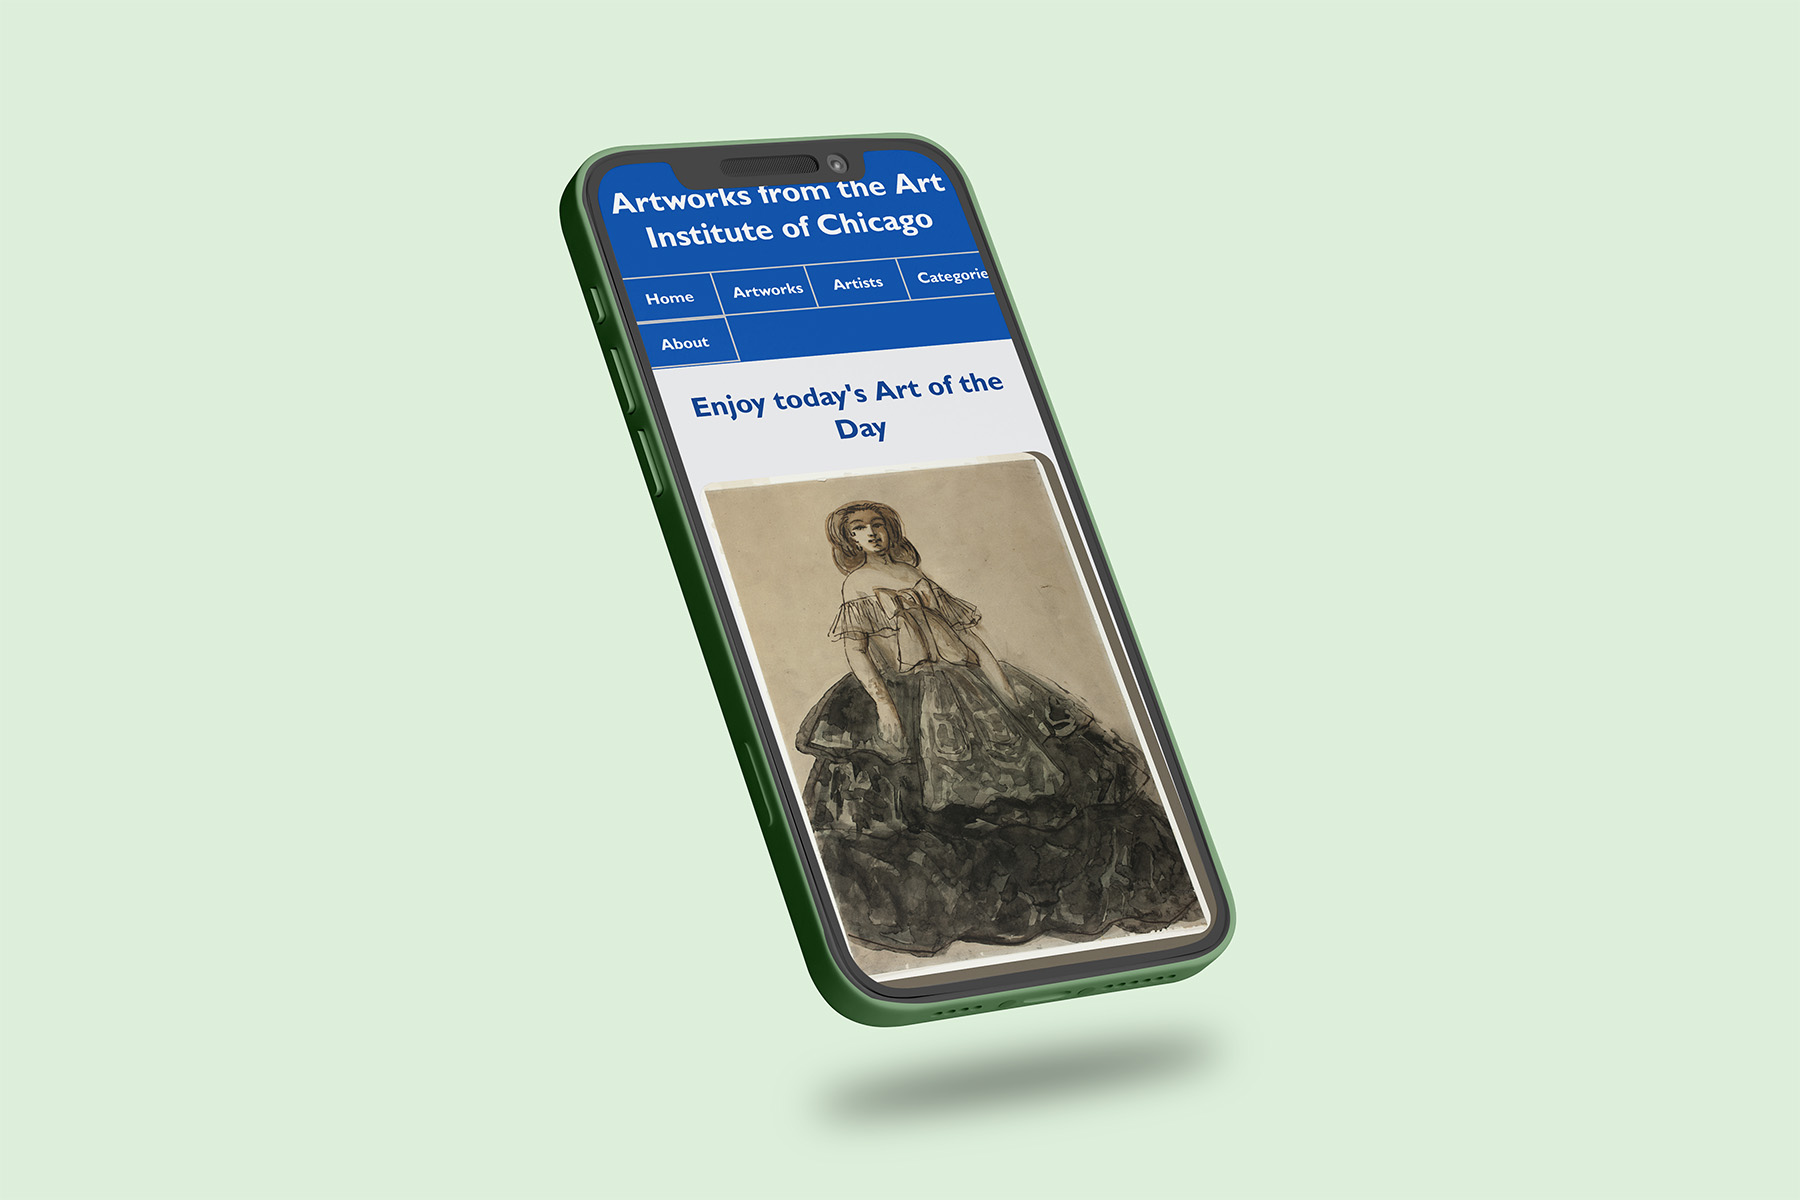 Artworks from the Art
Institute of Chicago
Home Artworks Artists Categorie
About
Enjoy today's Art of the
Day